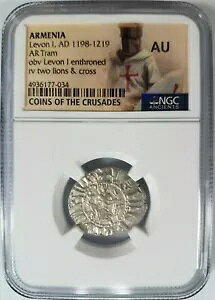 ARMENIA
Levon I, AD 1198-1219
AR Tram
obv Levon I enthroned
rv two lions & cross
AU
COINS OF THE CRUSADES
4936177-034
NGC
ANCIENTS